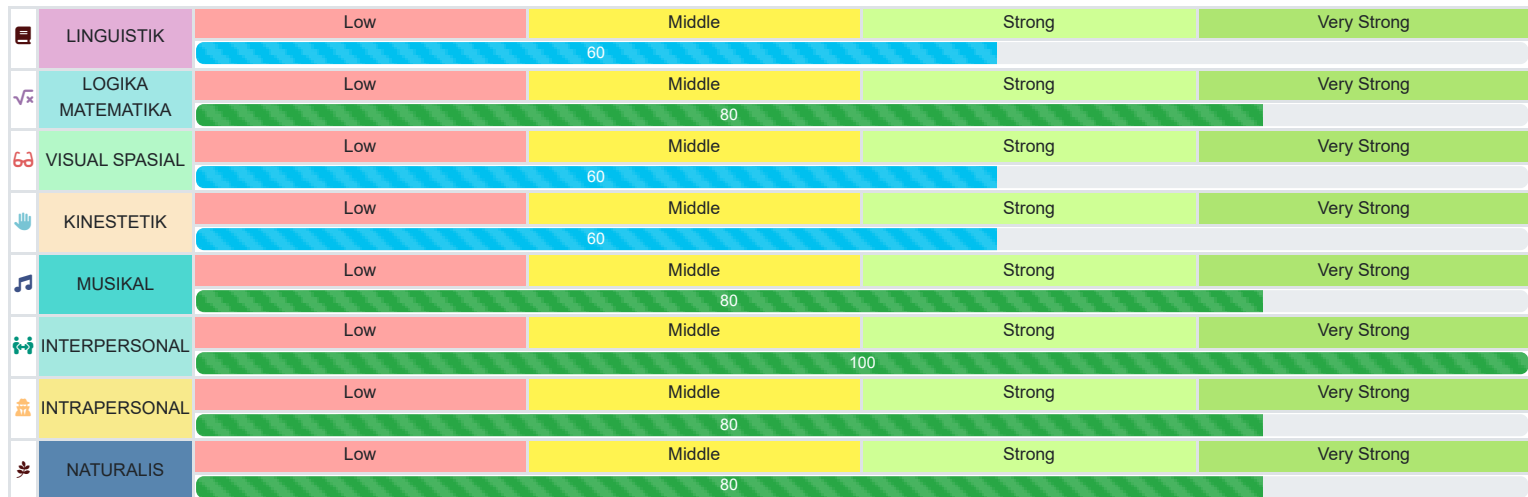 LINGUISTIK
Low Middle Strong Very Strong
60
LOGIKA
MATEMATIKA
Low Middle Strong Very Strong
80
VISUAL SPASIAL
Low Middle Strong Very Strong
60
KINESTETIK
Low Middle Strong Very Strong
60
MUSIKAL
Low Middle Strong Very Strong
80
INTERPERSONAL
Low Middle Strong Very Strong
100
INTRAPERSONAL
Low Middle Strong Very Strong
80
NATURALIS
Low Middle Strong Very Strong
80